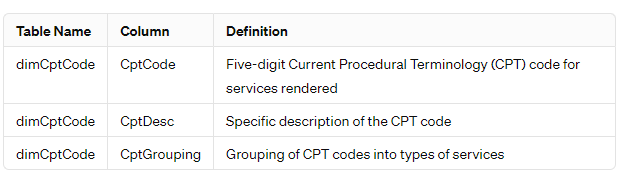 Table Name Column Definition
dimCptCode CptCode Five-digit Current Procedural Terminology (CPT) code for
services rendered
dimCptCode CptDesc Specific description of the CPT code
dimCptCode CptGrouping Grouping of CPT codes into types of services